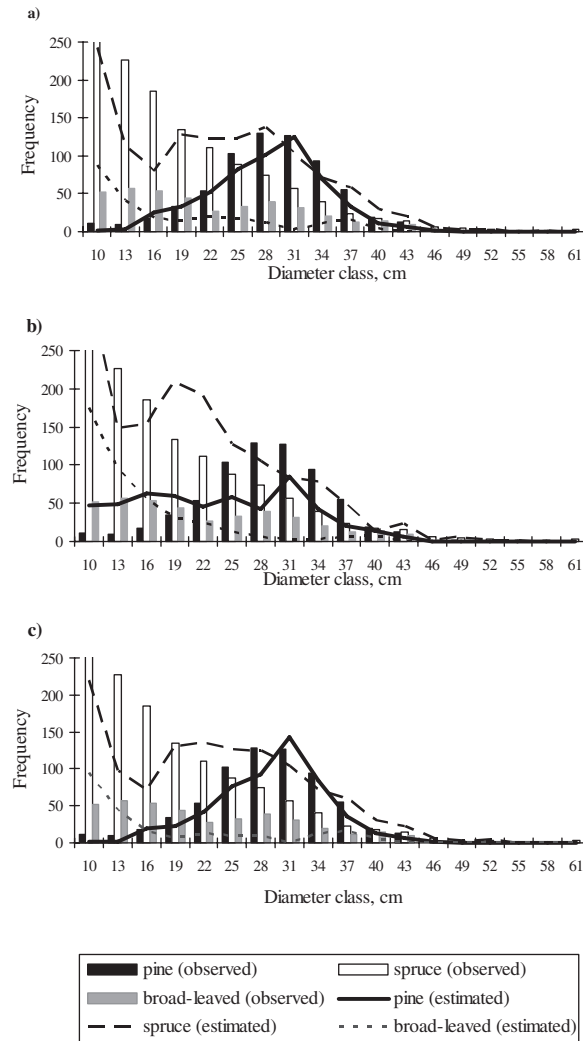 a)
250
200
150
100
50
0
Frequency
10 13 16 19 22 25 28 31 34 37 40 43 46 49 52 55 58 61
Diameter class, cm
b)
250
200
150
100
50
0
Frequency
10 13 16 19 22 25 28 31 34 37 40 43 46 49 52 55 58 61
Diameter class, cm
c)
250
200
150
100
50
0
Frequency
10 13 16 19 22 25 28 31 34 37 40 43 46 49 52 55 58 61
Diameter class, cm
pine (observed) spruce (observed)
broad-leaved (observed) pine (estimated)
spruce (estimated) broad-leaved (estimated)